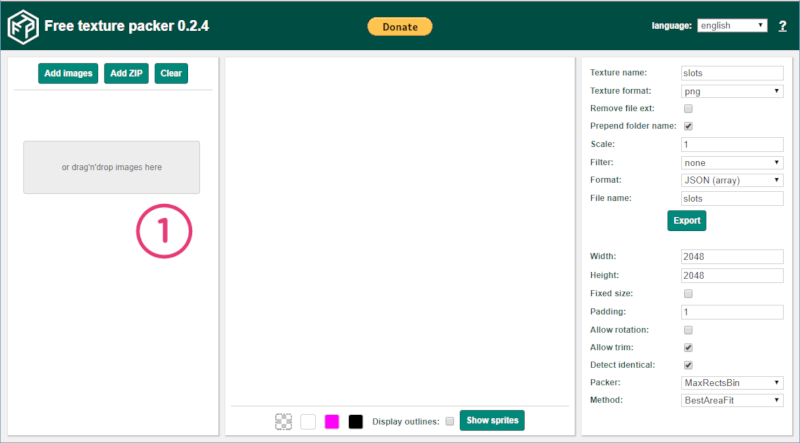 Free texture packer 0.2.4
Donate
language: english ?
Add images Add ZIP Clear
or drag'n'drop images here
1
Display outlines: Show sprites
Texture name: slots
Texture format: png
Remove file ext:
Prepend folder name:
Scale: 1
Filter: none
Format: JSON (array)
File name: slots
Export
Width: 2048
Height: 2048
Fixed size:
Padding: 1
Allow rotation:
Allow trim:
Detect identical:
Packer: MaxRectsBin
Method: BestAreaFit